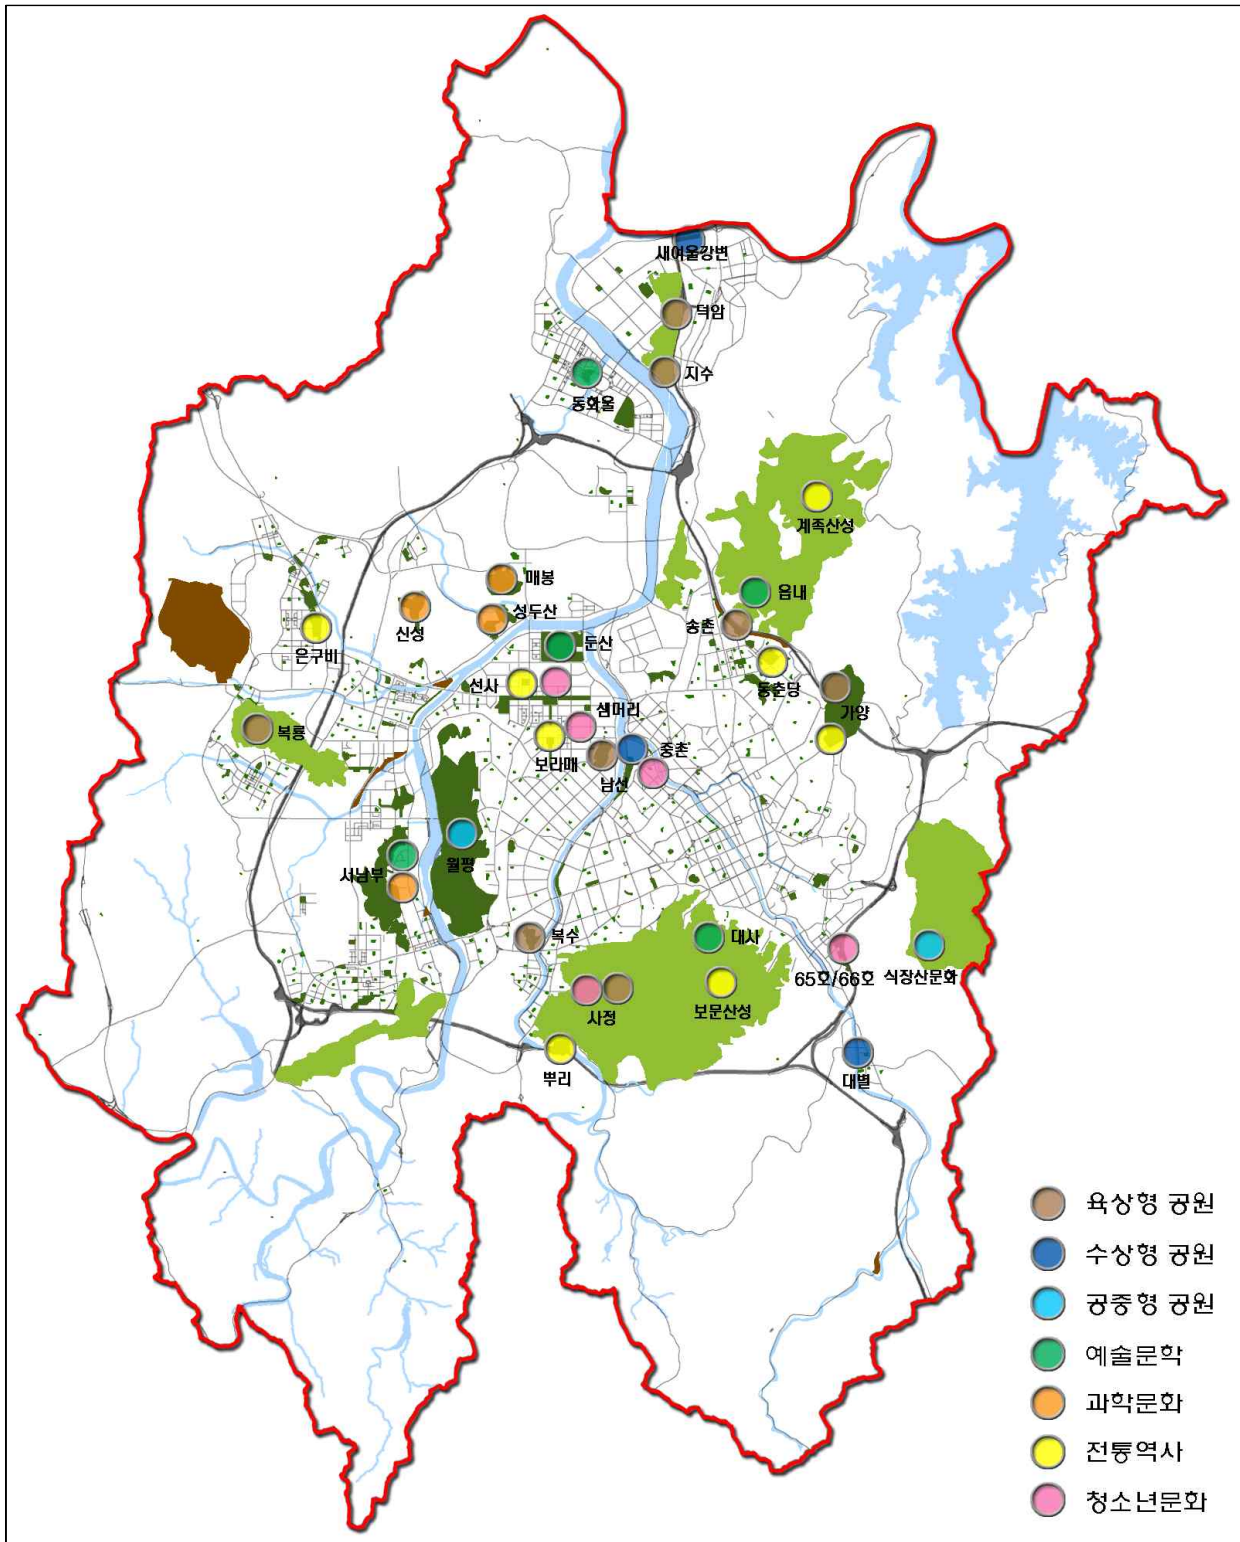 새여울강변
덕암
지수
동화울
계족산성
매봉
읍내
성두산
신성
송촌
은구비
둔산
동춘당
선사
가양
샘머리
복룡
보라매
중촌
남선
월평
서남부
복수
대사
65호/66호
식장산문화
사정
보문산성
뿌리
대별
육상형 공원
수상형 공원
공중형 공원
예술문학
과학문화
전통역사
청소년문화